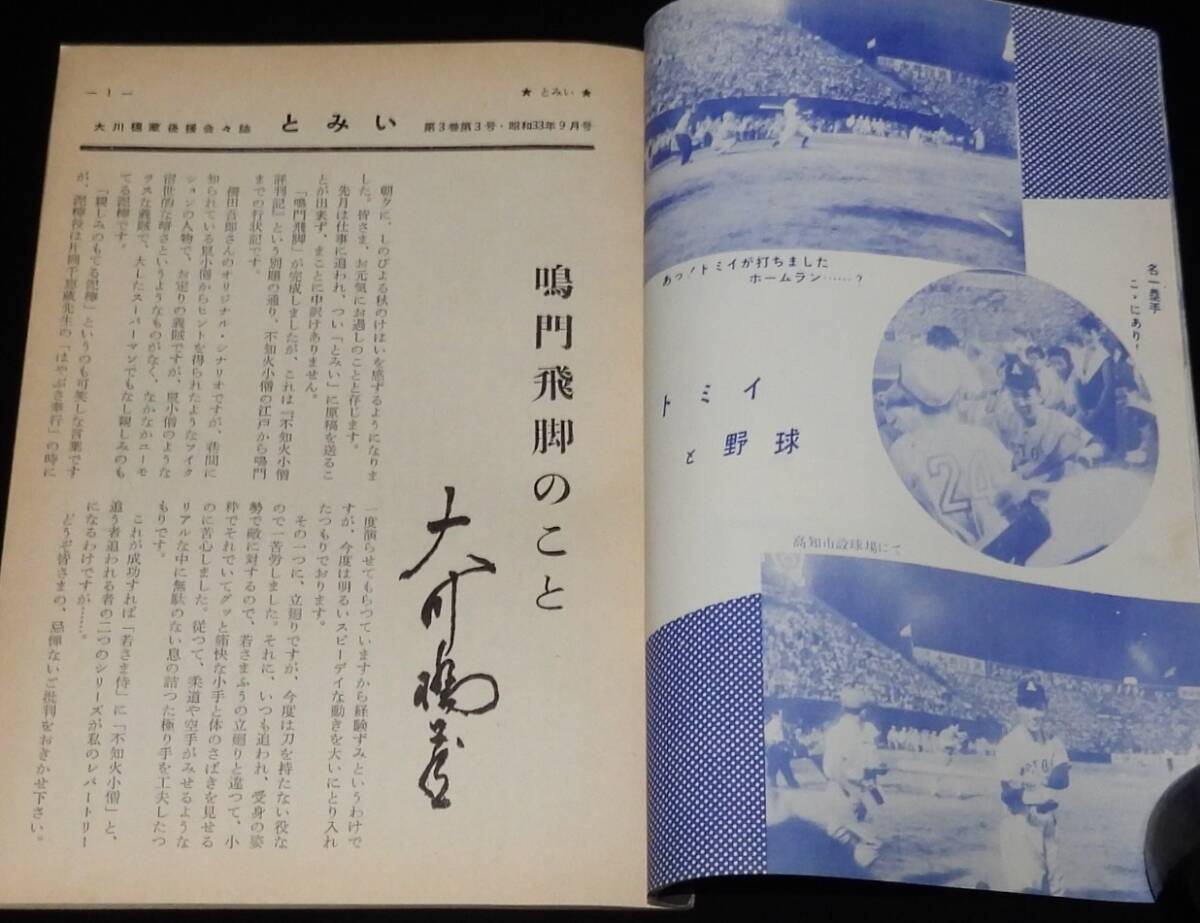 ― 1 ―
★ とみい ★
大川橋蔵後援会々誌
とみい
第3巻第3号・昭和33年9月号
鳴門飛脚のこと
大川橋蔵
朝夕に、しのびよる秋のけはいを感ずるようになりま
した。皆さま、お元気にお過しのことと存じます。
先月は仕事に追われ、つい「とみい」に原稿を送るこ
とが出来ず、まことに申訳けありません。
「鳴門飛脚」が完成しましたが、これは『不知火小僧
評判記』という別題の通り、不知火小僧の江戸から鳴門
までの行状記です。
償田吾郎さんのオリジナル・シナリオですが、巷間に
知られている鼠小僧からヒントを得られたようなフイク
ションの人物で、お定りの義賊ですが、鼠小僧のような
宿世的な暗さというようなものがなく、なかなかユーモ
ラスな義賊で、大したスーパーマンでもなし親しみのも
てる泥棒です。
「親しみのもてる泥棒」というのも可笑しな言葉です
が、泥棒役は片岡千恵蔵先生の「はやぶさ奉行」の時に
一度演らせてもらつていますから経験ずみというわけで
すが、今度は明るいスピーデイな動きを大いにとり入れ
たつもりでおります。
その一つに、立廻りですが、今度は刀を持たない役な
ので一苦労しました。それに、いつも追われ、受身の姿
勢で敵に対するので、若さまふうの立廻りと違つて、小
粋でそれでいてグッと痛快な小手と体のさばきを見せる
のに苦心しました。従つて、柔道や空手がみせるような
リアルな中に無駄のない息の詰つた極り手を工夫したつ
もりです。
これが成功すれば「若さま侍」に「不知火小僧」と、
追う者追われる者の二つのシリーズが私のレパートリー
になるわけですが……。
どうぞ皆さまの、忌憚ないご批判をおきかせ下さい。
あっ！トミイが打ちました
ホームラン……？
名一塁手
こゝにあり！
トミイ
と野球
24
高知市設球場にて